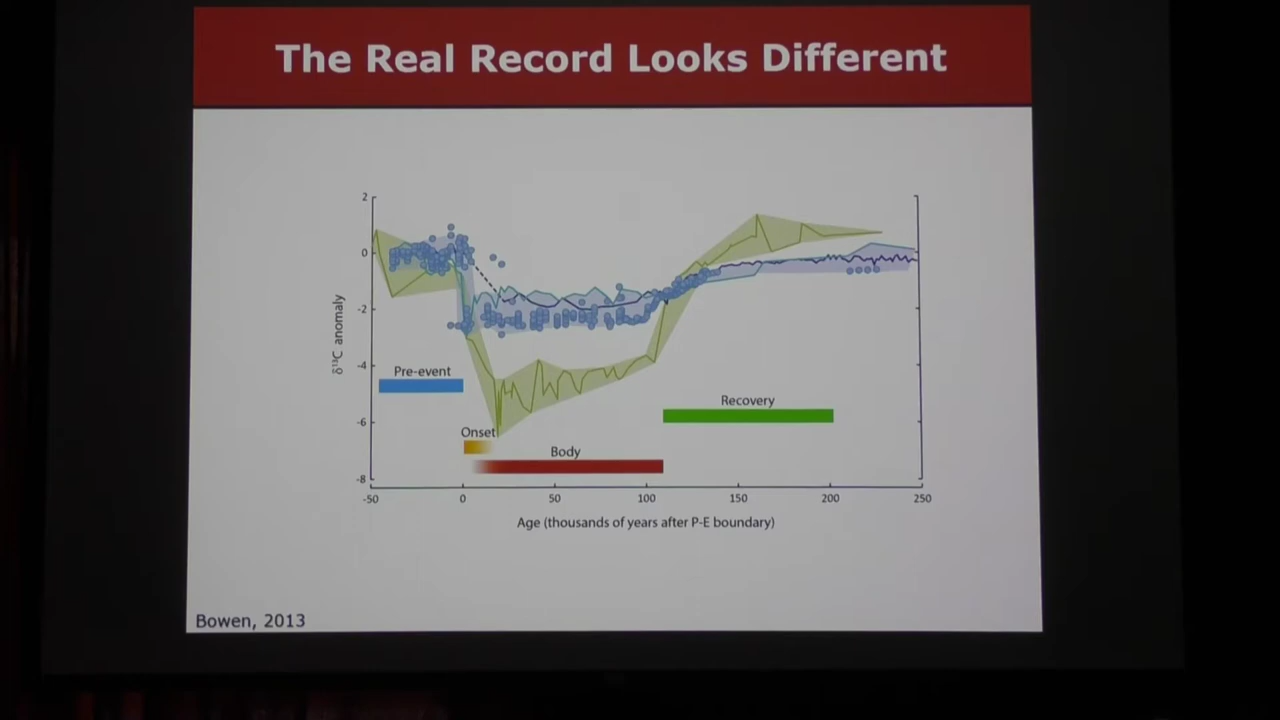 The Real Record Looks Different
2
0
-2
-4
-6
-8
δ¹³C anomaly
Pre-event
Onset
Body
Recovery
-50 0 50 100 150 200 250
Age (thousands of years after P-E boundary)
Bowen, 2013